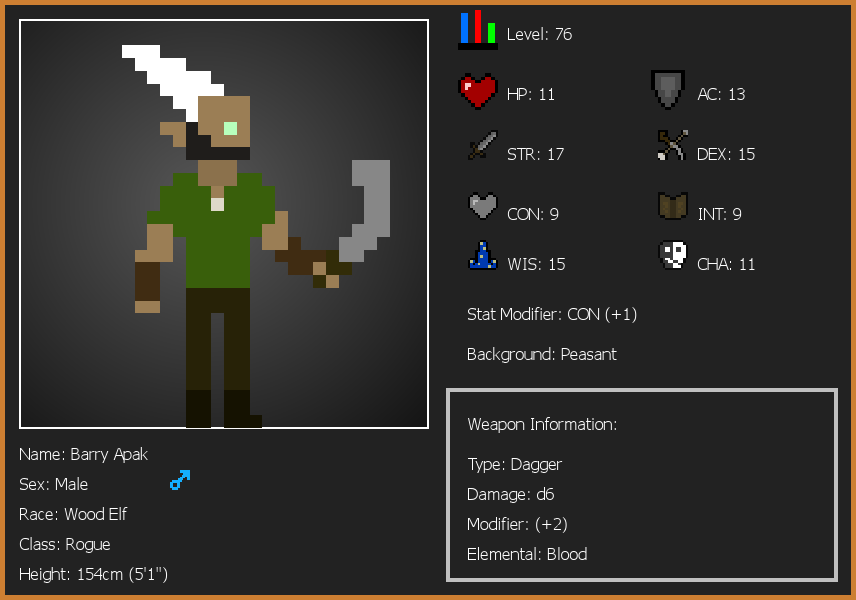 Level: 76
HP: 11
AC: 13
STR: 17
DEX: 15
CON: 9
INT: 9
WIS: 15
CHA: 11
Stat Modifier: CON (+1)
Background: Peasant
Weapon Information:
Type: Dagger
Damage: d6
Modifier: (+2)
Elemental: Blood
Name: Barry Apak
Sex: Male
Race: Wood Elf
Class: Rogue
Height: 154cm (5'1")